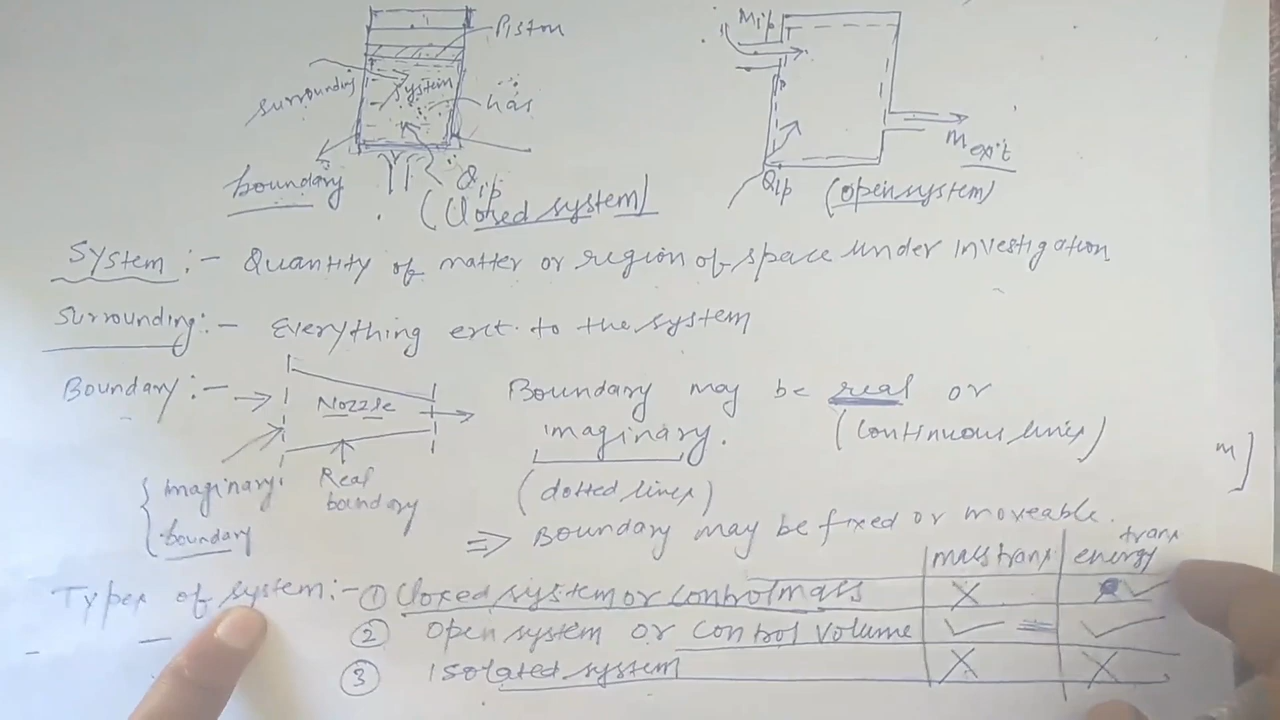 Piston
surrounding
system
Gas
boundary
Qi/p
(Closed system)
Mi/p
Mexit
Qi/p
(open system)
System :- Quantity of matter or region of space under investigation
Surrounding :- Everything ext. to the system
Boundary :- Nozzle
Boundary may be real or
imaginary. (continuous lines)
(dotted lines)
imaginary
boundary
Real
boundary
m]
=> Boundary may be fixed or moveable.
mass trans energy trans
Types of system :- ① Closed system or control mass X ✓
② open system or control volume ✓ ✓
③ isolated system X X